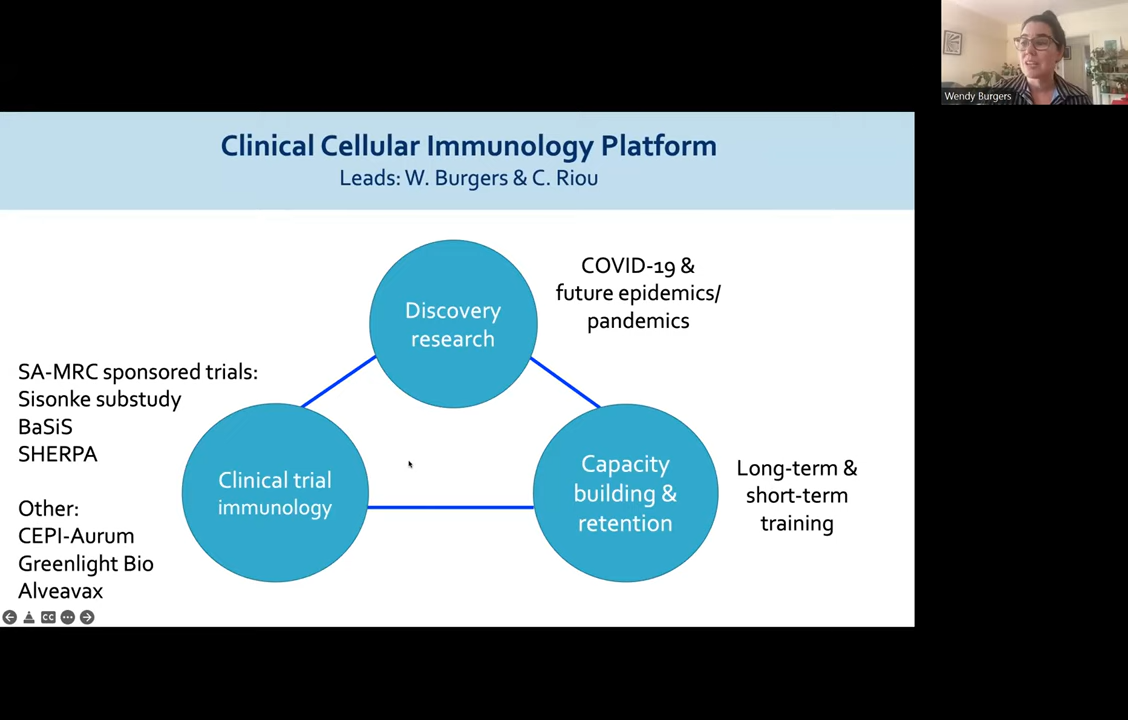 Wendy Burgers
Clinical Cellular Immunology Platform
Leads: W. Burgers & C. Riou
Discovery
research
COVID-19 &
future epidemics/
pandemics
SA-MRC sponsored trials:
Sisonke substudy
BaSiS
SHERPA
Other:
CEPI-Aurum
Greenlight Bio
Alveavax
Clinical trial
immunology
Capacity
building &
retention
Long-term &
short-term
training
CC